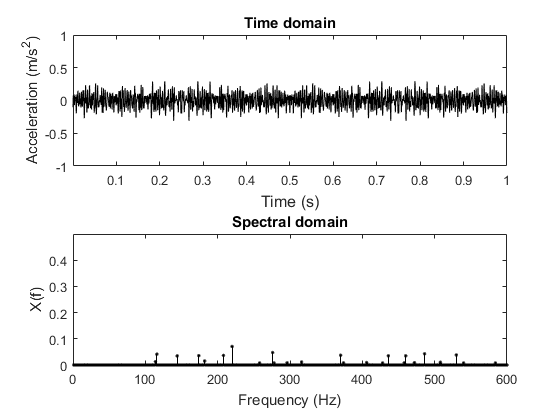 Time domain
1
0.5
0
-0.5
-1
Acceleration (m/s²)
0.1 0.2 0.3 0.4 0.5 0.6 0.7 0.8 0.9 1
Time (s)
Spectral domain
0.4
0.3
0.2
0.1
0
X(f)
0 100 200 300 400 500 600
Frequency (Hz)